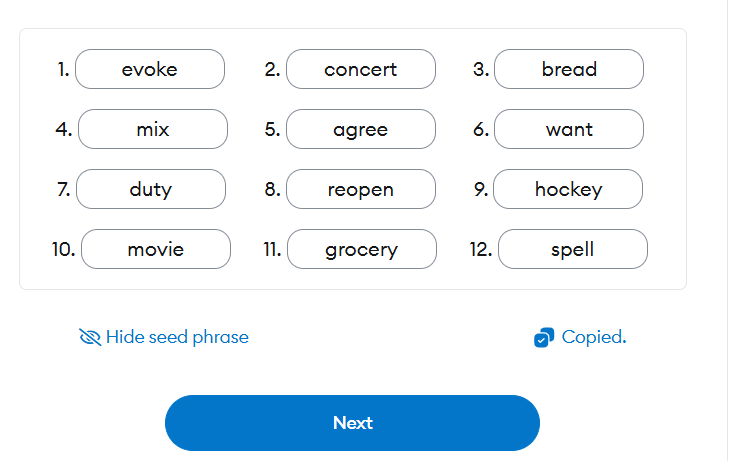 1. evoke 2. concert 3. bread
4. mix 5. agree 6. want
7. duty 8. reopen 9. hockey
10. movie 11. grocery 12. spell
Hide seed phrase Copied.
Next